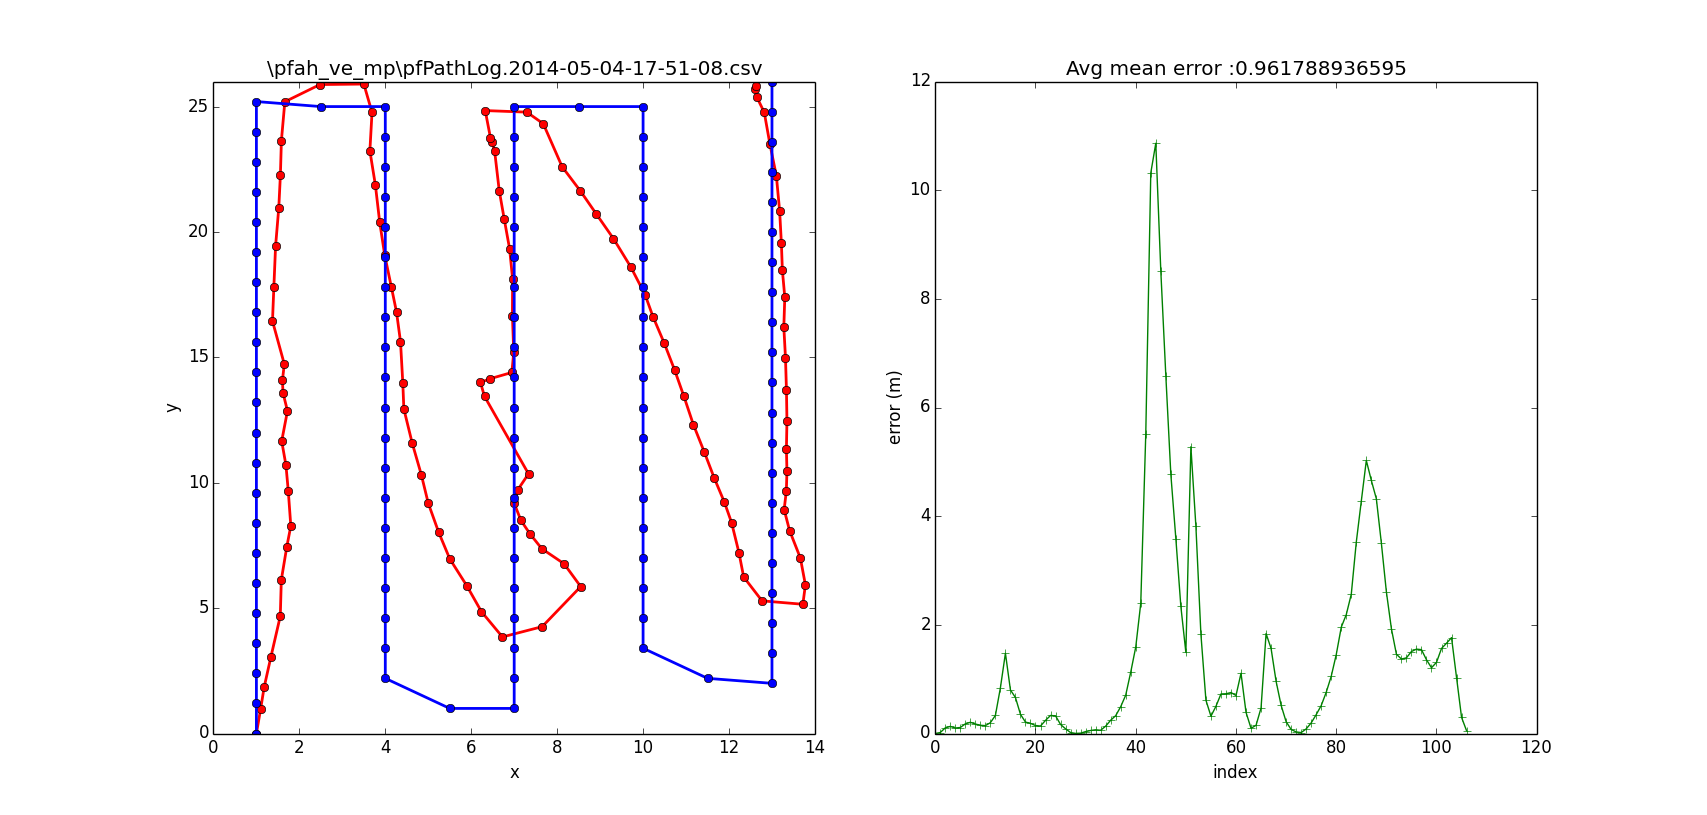 \pfah_ve_mp\pfPathLog.2014-05-04-17-51-08.csv
25
20
15
10
5
0
y
0 2 4 6 8 10 12 14
x
Avg mean error :0.961788936595
12
10
8
6
4
2
0
error (m)
0 20 40 60 80 100 120
index